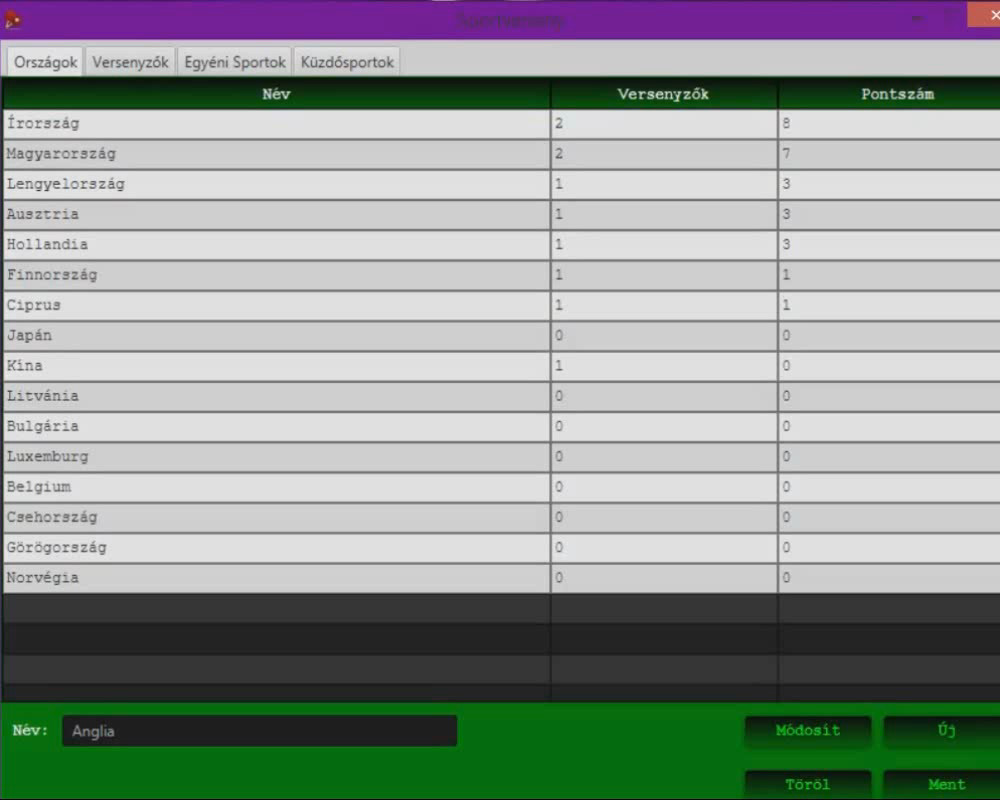 Országok Versenyzők Egyéni Sportok Küzdősportok
Név Versenyzők Pontszám
Írország 2 8
Magyarország 2 7
Lengyelország 1 3
Ausztria 1 3
Hollandia 1 3
Finnország 1 1
Ciprus 1 1
Japán 0 0
Kína 1 0
Litvánia 0 0
Bulgária 0 0
Luxemburg 0 0
Belgium 0 0
Csehország 0 0
Görögország 0 0
Norvégia 0 0
Név: Anglia Módosít Új
Töröl Ment